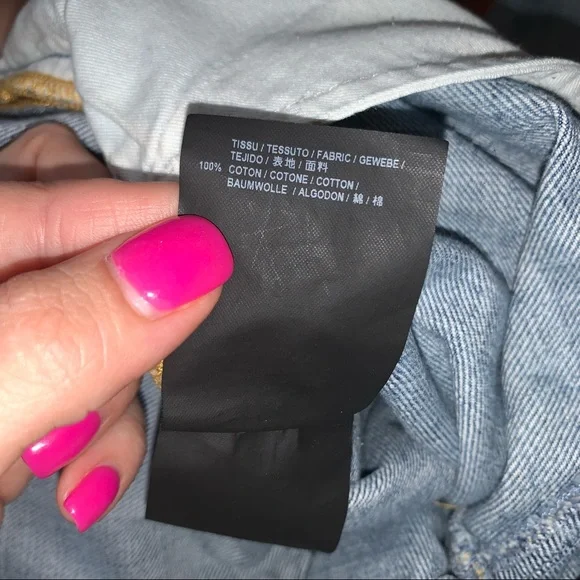 TISSU / TESSUTO / FABRIC / GEWEBE /
TEJIDO / 表地 / 面料
100% COTON / COTONE / COTTON /
BAUMWOLLE / ALGODON / 綿 / 棉